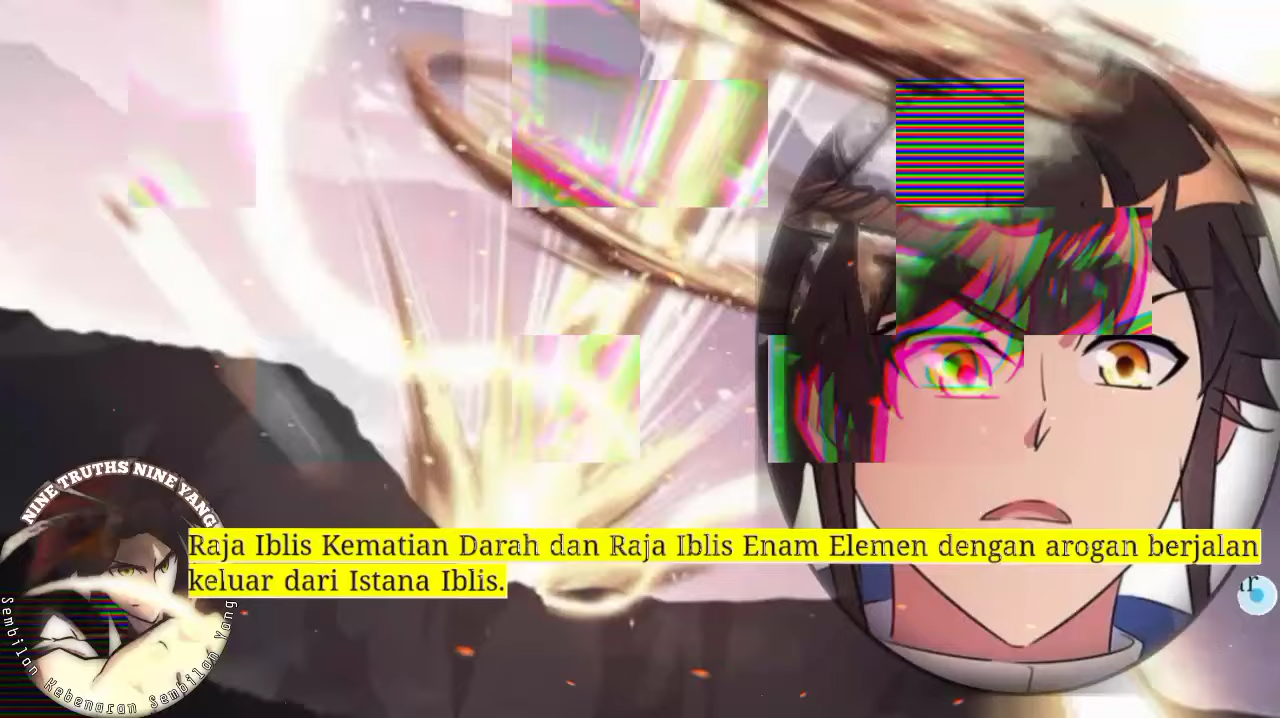 NINE TRUTHS NINE YANG
Raja Iblis Kematian Darah dan Raja Iblis Enam Elemen dengan arogan berjalan
keluar dari Istana Iblis.
Sembilan Kebenaran Sembilan Yang